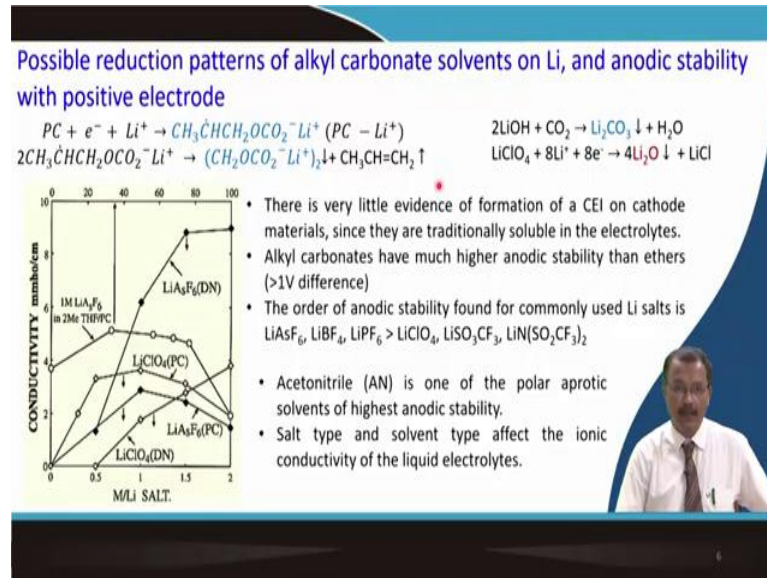 Possible reduction patterns of alkyl carbonate solvents on Li, and anodic stability
with positive electrode
PC + e⁻ + Li⁺ → CH₃ĊHCH₂OCO₂⁻Li⁺ (PC − Li⁺)
2CH₃ĊHCH₂OCO₂⁻Li⁺ → (CH₂OCO₂⁻Li⁺)₂↓+ CH₃CH=CH₂ ↑
2LiOH + CO₂ → Li₂CO₃ ↓ + H₂O
LiClO₄ + 8Li⁺ + 8e⁻ → 4Li₂O ↓ + LiCl
0 20 40 60 80 100
10
8
6
4
2
0
CONDUCTIVITY mmho/cm
LiAsF₆(DN)
1M LiAsF₆
in 2Me THF/PC
LiClO₄(PC)
LiAsF₆(PC)
LiClO₄(DN)
0 0.5 1 1.5 2
M/Li SALT.
• There is very little evidence of formation of a CEI on cathode
materials, since they are traditionally soluble in the electrolytes.
• Alkyl carbonates have much higher anodic stability than ethers
(>1V difference)
• The order of anodic stability found for commonly used Li salts is
LiAsF₆, LiBF₄, LiPF₆ > LiClO₄, LiSO₃CF₃, LiN(SO₂CF₃)₂
• Acetonitrile (AN) is one of the polar aprotic
solvents of highest anodic stability.
• Salt type and solvent type affect the ionic
conductivity of the liquid electrolytes.
6